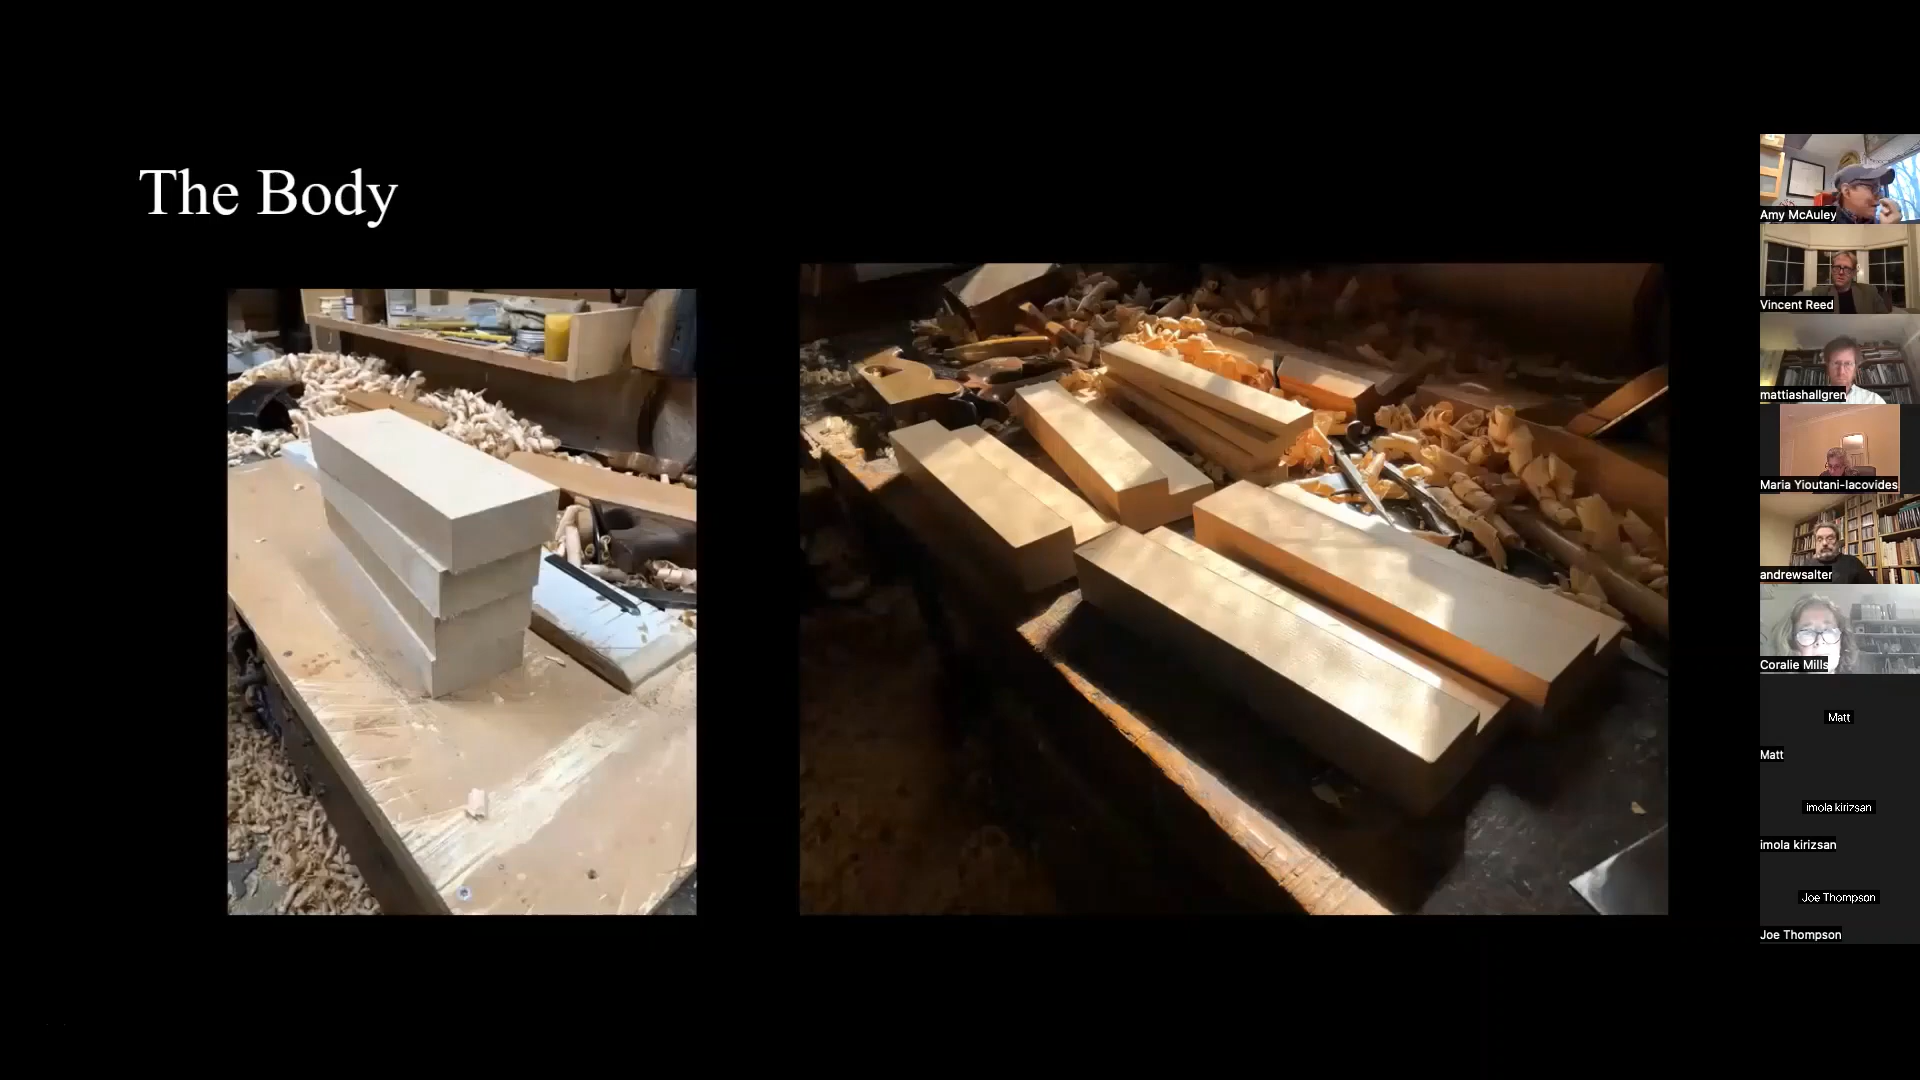 The Body
Amy McAuley
Vincent Reed
mattiashallgren
Maria Yioutani-Iacovides
andrewsalter
Coralie Mills
Matt
Matt
imola kirizsan
imola kirizsan
Joe Thompson
Joe Thompson